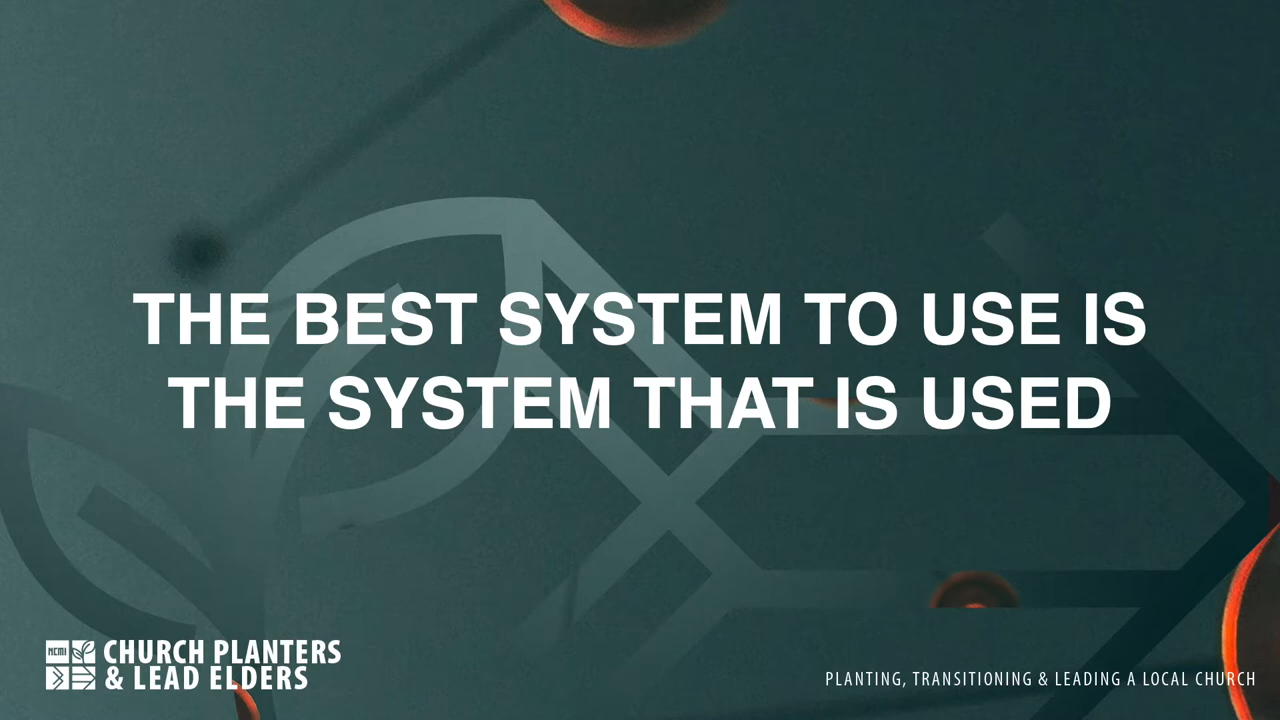 THE BEST SYSTEM TO USE IS
THE SYSTEM THAT IS USED
NCMI
CHURCH PLANTERS
& LEAD ELDERS
PLANTING, TRANSITIONING & LEADING A LOCAL CHURCH